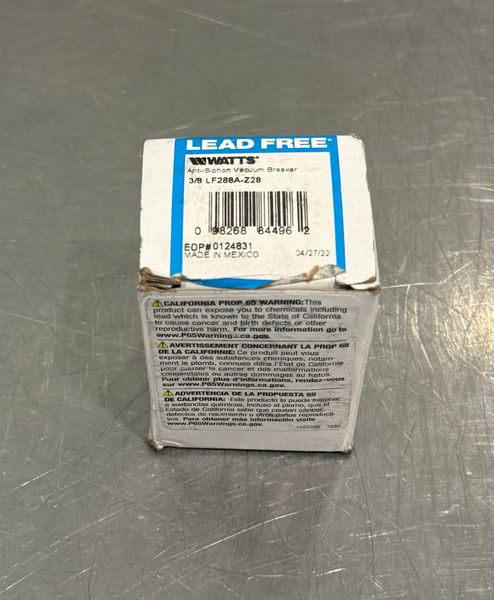 LEAD FREE*
WATTS®
Anti-Siphon Vacuum Breaker
3/8 LF288A-Z28
0 98268 84496 2
EDP# 0124831
MADE IN MEXICO 04/27/22
⚠CALIFORNIA PROP 65 WARNING: This
product can expose you to chemicals including
lead which is known to the State of California
to cause cancer and birth defects or other
reproductive harm. For more information go to
www.P65Warnings.ca.gov.
⚠AVERTISSEMENT CONCERNANT LA PROP 65
DE LA CALIFORNIE: Ce produit peut vous
exposer à des substances chimiques, notam-
ment le plomb, connues dans l'État de Californie
pour causer le cancer et des malformations
congénitales ou autres dommages au fœtus.
Pour obtenir plus d'informations, rendez-vous
sur www.P65Warnings.ca.gov.
⚠ADVERTENCIA DE LA PROPUESTA 65
DE CALIFORNIA: Este producto le puede exponer
a sustancias químicas, incluso al plomo, que el
Estado de California sabe que causan cáncer,
defectos de nacimiento u otros daños reproducti-
vos. Para obtener más información visite
www.P65Warnings.ca.gov.